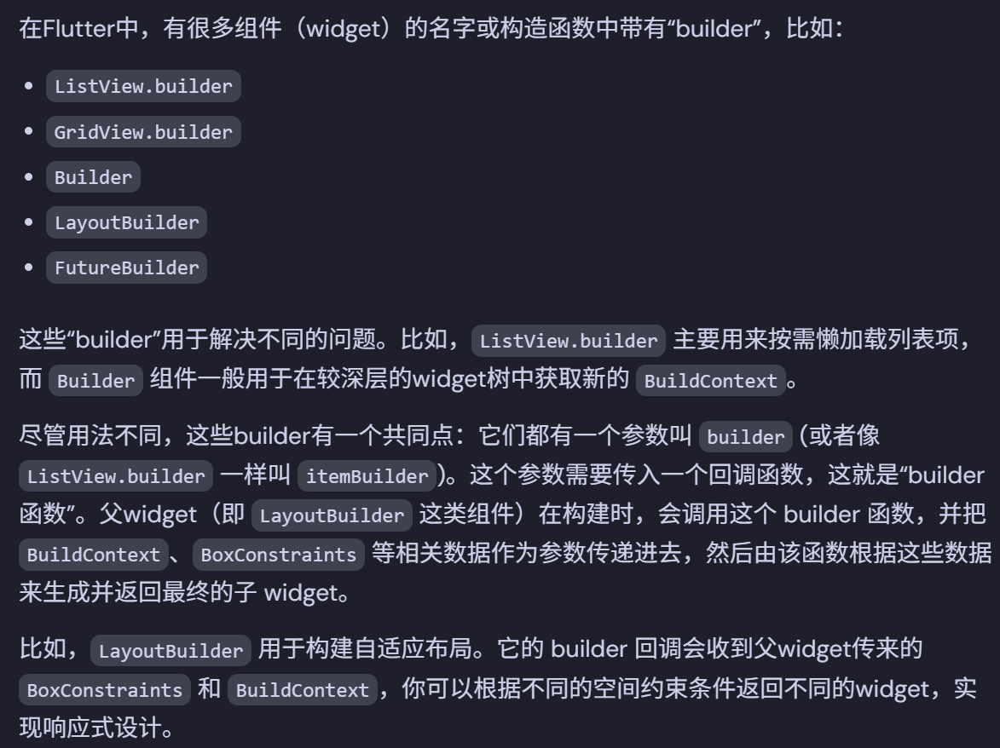 在Flutter中，有很多组件（widget）的名字或构造函数中带有“builder”，比如：
• ListView.builder
• GridView.builder
• Builder
• LayoutBuilder
• FutureBuilder
这些“builder”用于解决不同的问题。比如，ListView.builder 主要用来按需懒加载列表项，
而 Builder 组件一般用于在较深层的widget树中获取新的 BuildContext。
尽管用法不同，这些builder有一个共同点：它们都有一个参数叫 builder (或者像
ListView.builder 一样叫 itemBuilder)。这个参数需要传入一个回调函数，这就是“builder
函数”。父widget（即 LayoutBuilder 这类组件）在构建时，会调用这个 builder 函数，并把
BuildContext、BoxConstraints 等相关数据作为参数传递进去，然后由该函数根据这些数据
来生成并返回最终的子 widget。
比如，LayoutBuilder 用于构建自适应布局。它的 builder 回调会收到父widget传来的
BoxConstraints 和 BuildContext，你可以根据不同的空间约束条件返回不同的widget，实
现响应式设计。